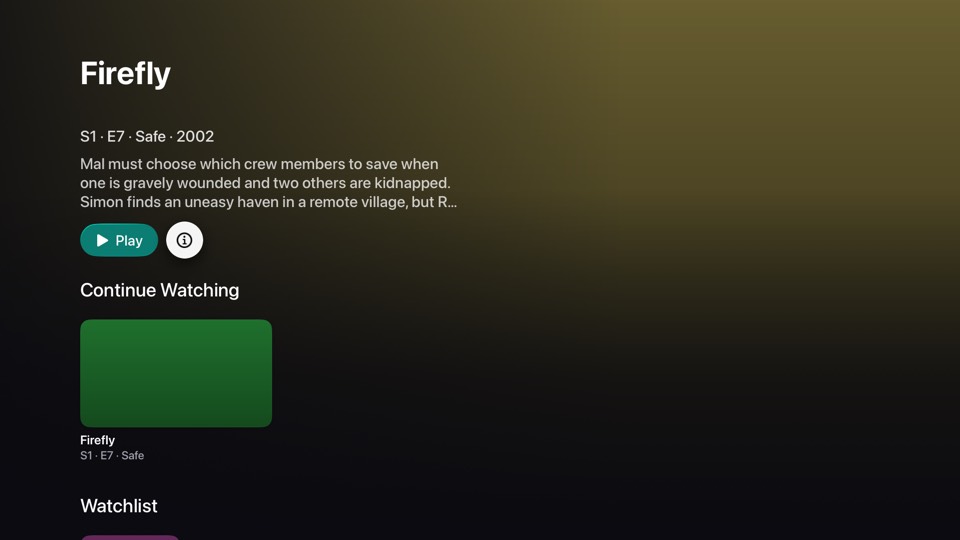 Firefly
S1 · E7 · Safe · 2002
Mal must choose which crew members to save when
one is gravely wounded and two others are kidnapped.
Simon finds an uneasy haven in a remote village, but R...
Play
Continue Watching
Firefly
S1 · E7 · Safe
Watchlist